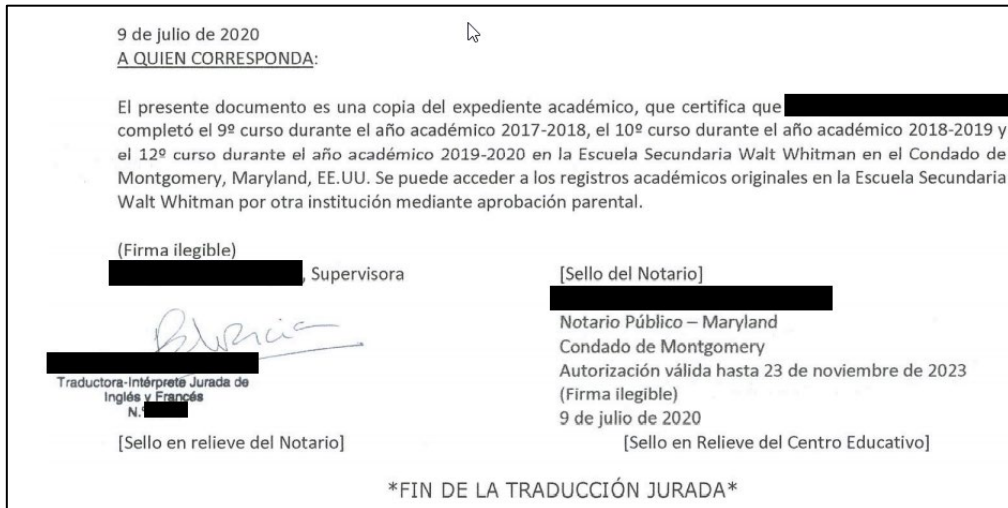 9 de julio de 2020
A QUIEN CORRESPONDA:
El presente documento es una copia del expediente académico, que certifica que
completó el 9º curso durante el año académico 2017-2018, el 10º curso durante el año académico 2018-2019 y
el 12º curso durante el año académico 2019-2020 en la Escuela Secundaria Walt Whitman en el Condado de
Montgomery, Maryland, EE.UU. Se puede acceder a los registros académicos originales en la Escuela Secundaria
Walt Whitman por otra institución mediante aprobación parental.
(Firma ilegible)
, Supervisora
[Sello del Notario]
Notario Público – Maryland
Condado de Montgomery
Autorización válida hasta 23 de noviembre de 2023
(Firma ilegible)
9 de julio de 2020
Traductora-Intérprete Jurada de
Inglés y Francés
N.º
[Sello en relieve del Notario]
[Sello en Relieve del Centro Educativo]
*FIN DE LA TRADUCCIÓN JURADA*